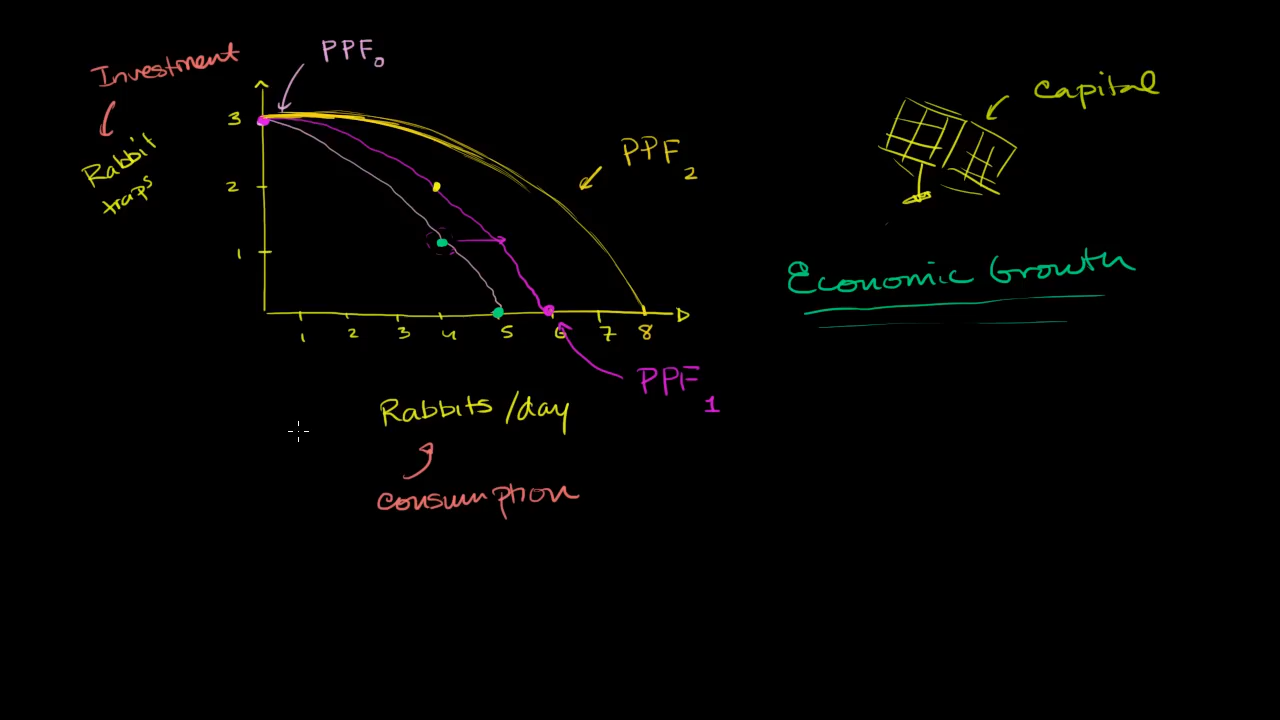 Investment
PPF0
Capital
3
Rabbit
traps
PPF2
2
1
Economic Growth
1 2 3 4 5 6 7 8
PPF1
Rabbits/day
consumption